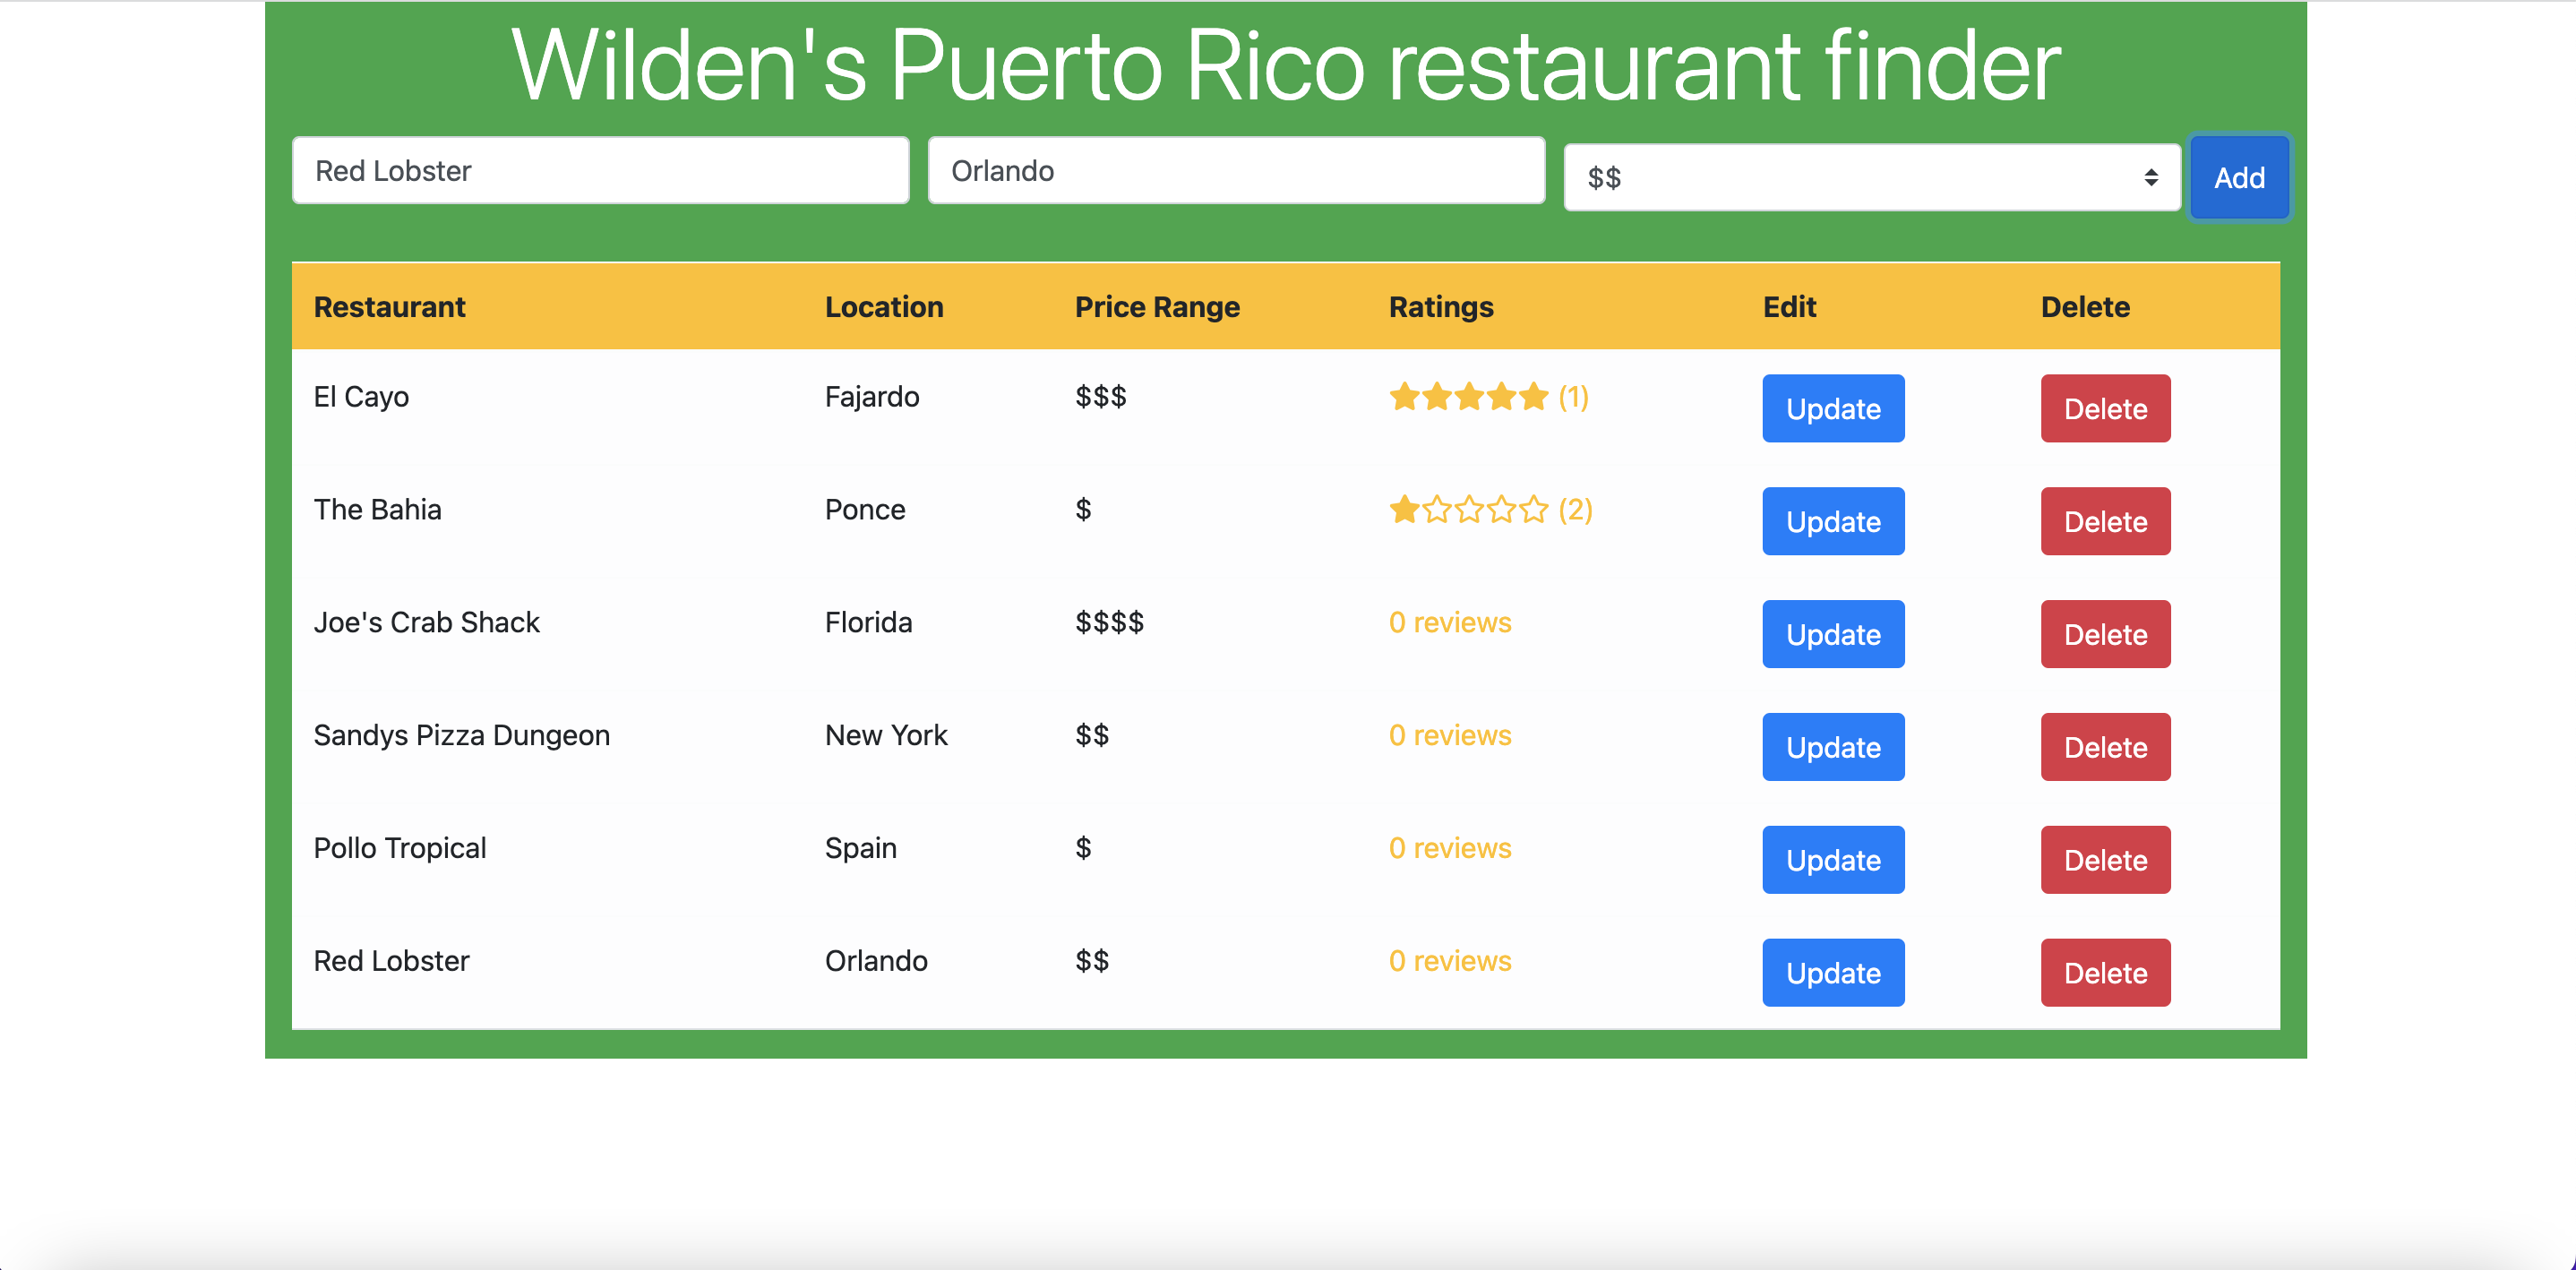 Wilden's Puerto Rico restaurant finder
Red Lobster Orlando $$ Add
Restaurant Location Price Range Ratings Edit Delete
El Cayo Fajardo $$$ (1) Update Delete
The Bahia Ponce $ (2) Update Delete
Joe's Crab Shack Florida $$$$ 0 reviews Update Delete
Sandys Pizza Dungeon New York $$ 0 reviews Update Delete
Pollo Tropical Spain $ 0 reviews Update Delete
Red Lobster Orlando $$ 0 reviews Update Delete